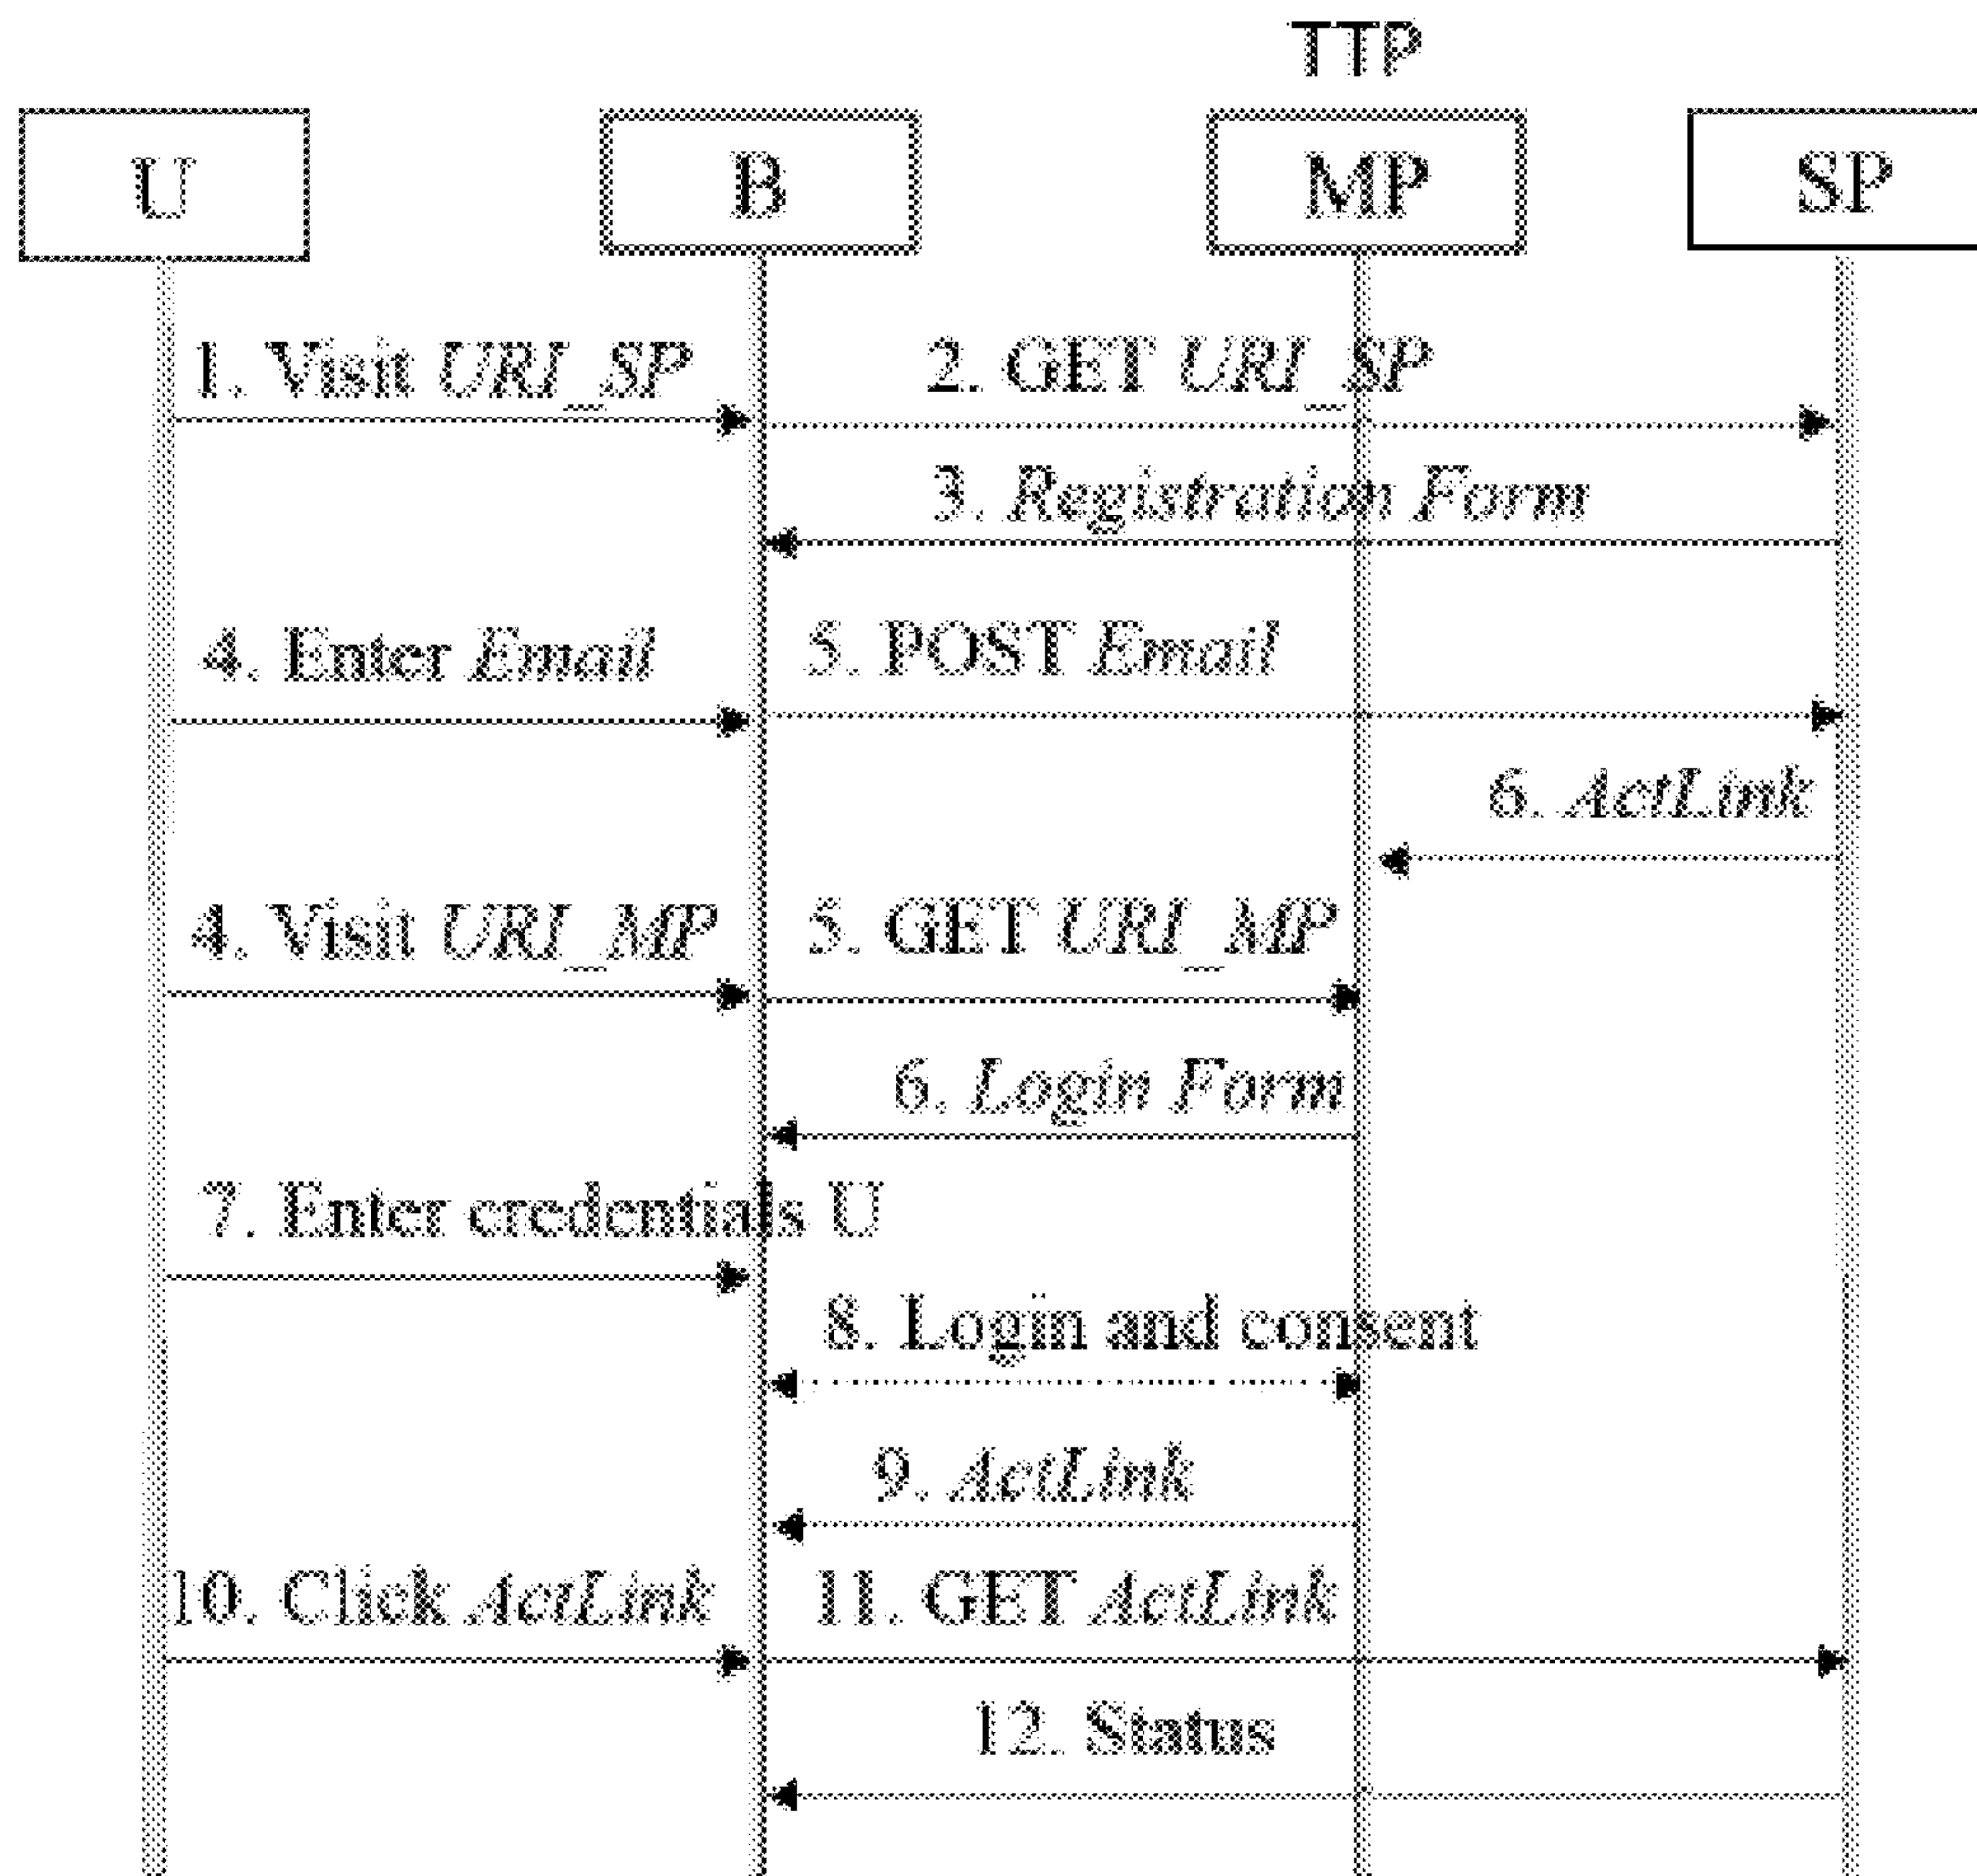 TTP
U
B
MP
SP
1. Visit URI_SP
2. GET URI_SP
3. Registration Form
4. Enter Email
5. POST Email
6. ActLink
4. Visit URI_MP
5. GET URI_MP
6. Login Form
7. Enter credentials U
8. Login and consent
9. ActLink
10. Click ActLink
11. GET ActLink
12. Status